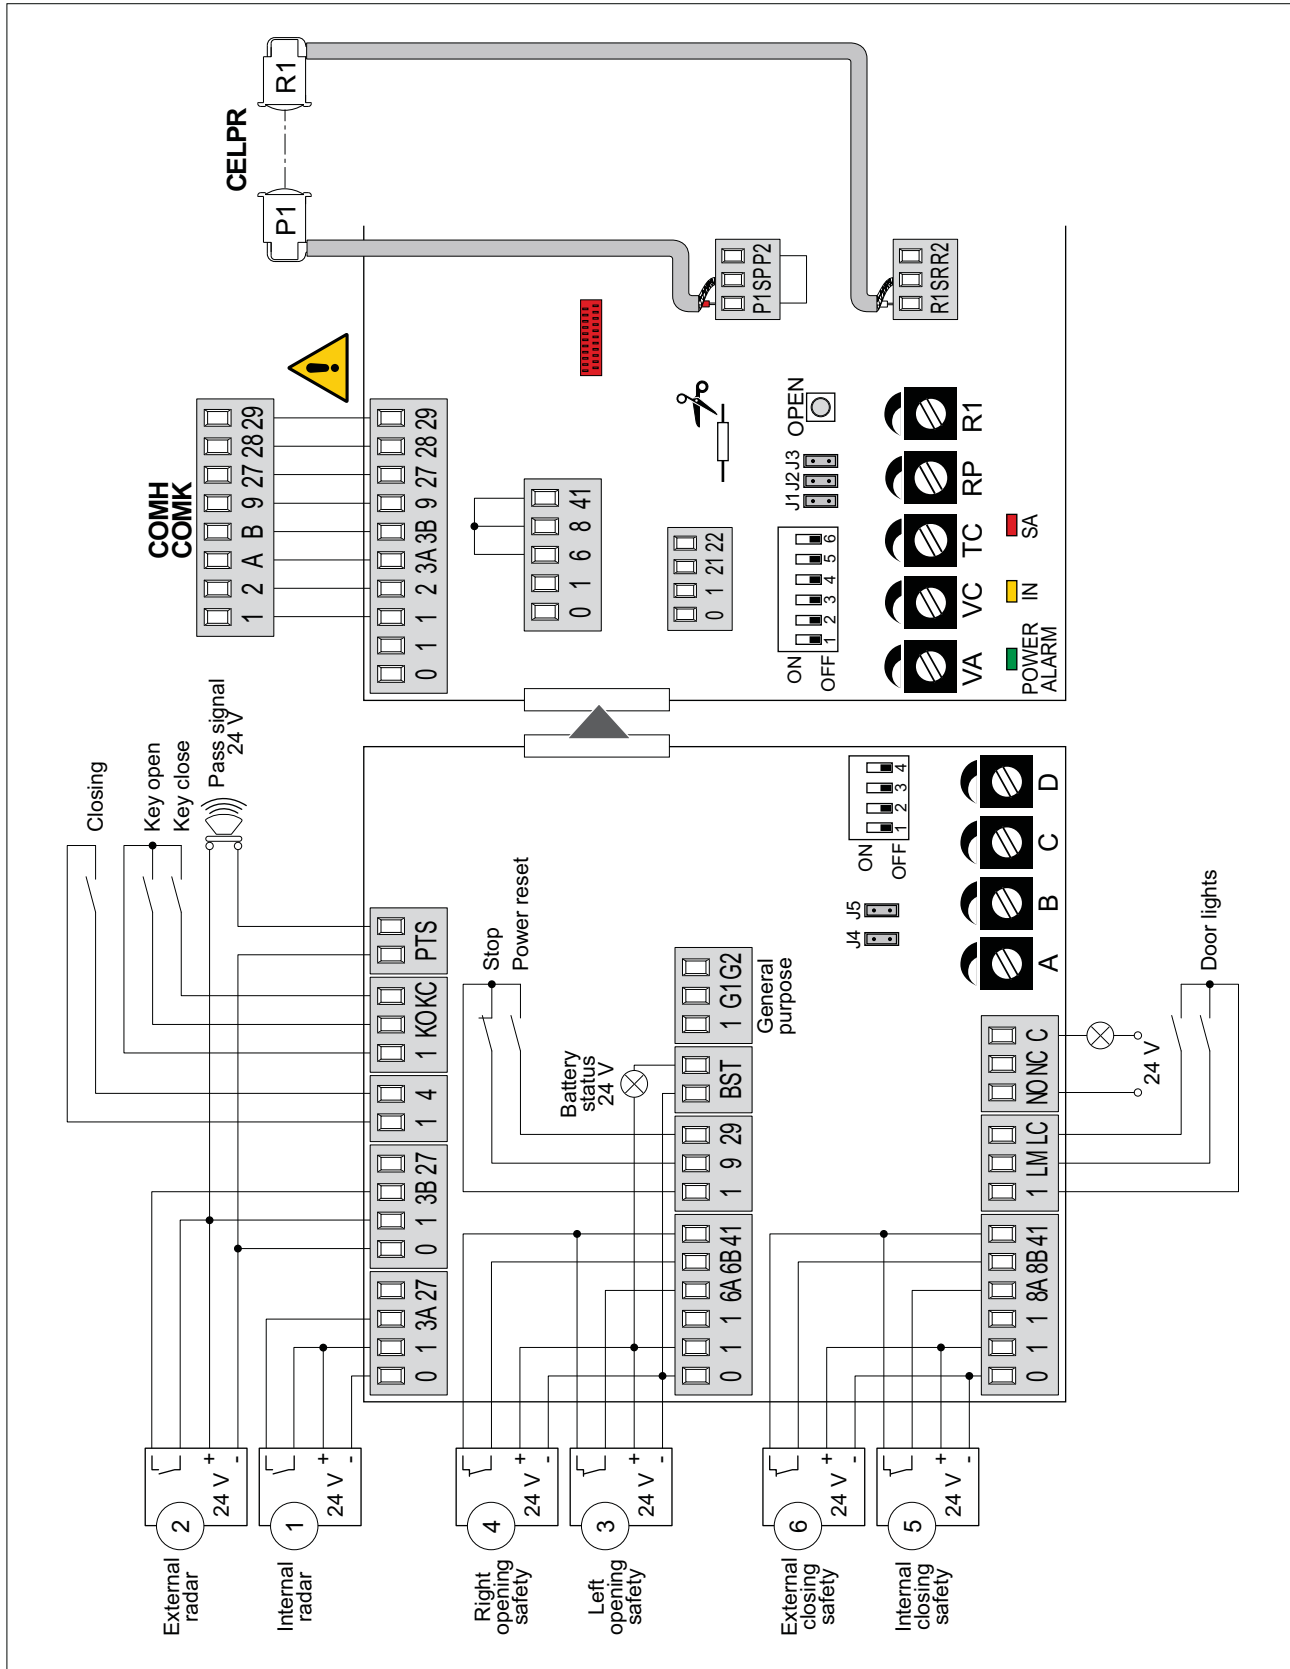 CELPR
P1
R1
COMH
COMK
1 2 A B 9 27 28 29
0 1 1 2 3A 3B 9 27 28 29
0 1 6 8 41
0 1 21 22
P1 SP P2
R1 SR R2
ON
OFF
1 2 3 4 5 6
J1 J2 J3
OPEN
VA VC TC RP R1
POWER
ALARM
IN
SA
Closing
Key open
Key close
Pass signal
24 V
0 1 3A 27
0 1 3B 27
1 4
1 KO KC
PTS
Stop
Power reset
Battery
status
24 V
0 1 1 6A 6B 41
1 9 29
BST
1 G1 G2
General
purpose
ON
OFF
1 2 3 4
J4 J5
A B C D
0 1 1 8A 8B 41
1 LM LC
NO NC C
24 V
Door lights
External
radar
2
24 V
+
-
Internal
radar
1
24 V
+
-
Right
opening
safety
4
24 V
+
-
Left
opening
safety
3
24 V
+
-
External
closing
safety
6
24 V
+
-
Internal
closing
safety
5
24 V
+
-